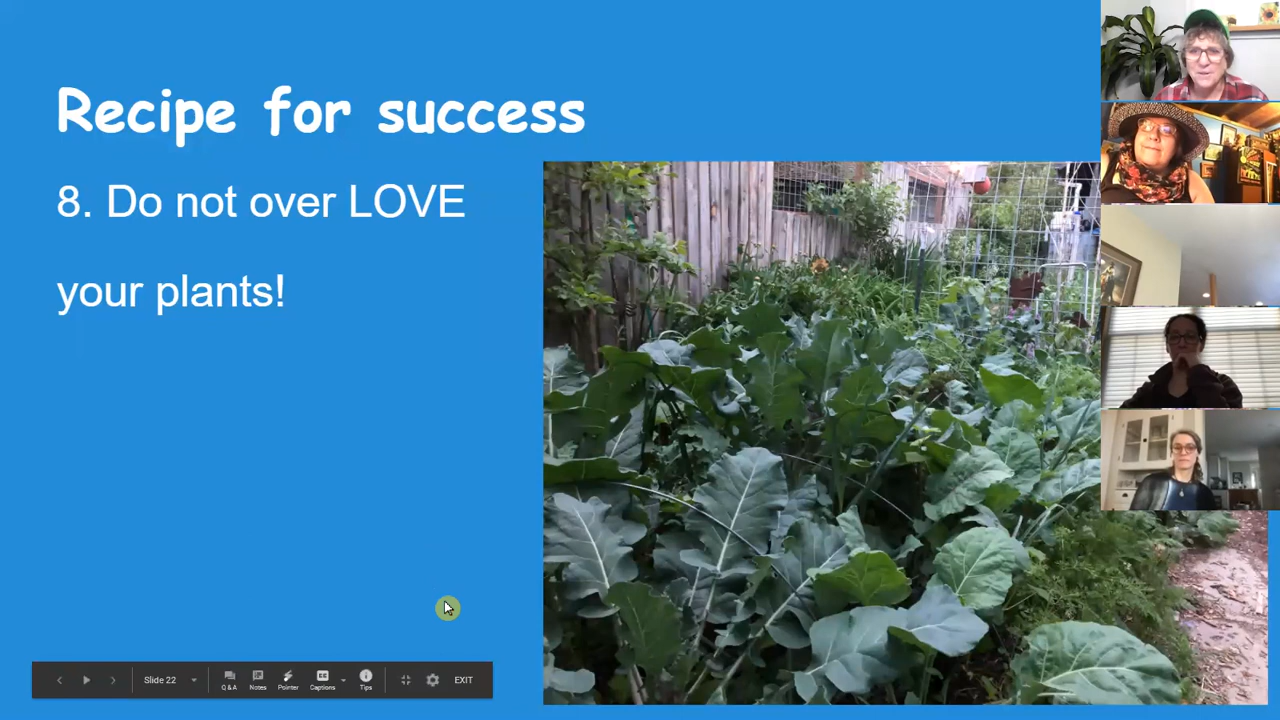 Recipe for success
8. Do not over LOVE
your plants!
Slide 22
Q&A
Notes
Pointer
Captions
Tips
EXIT